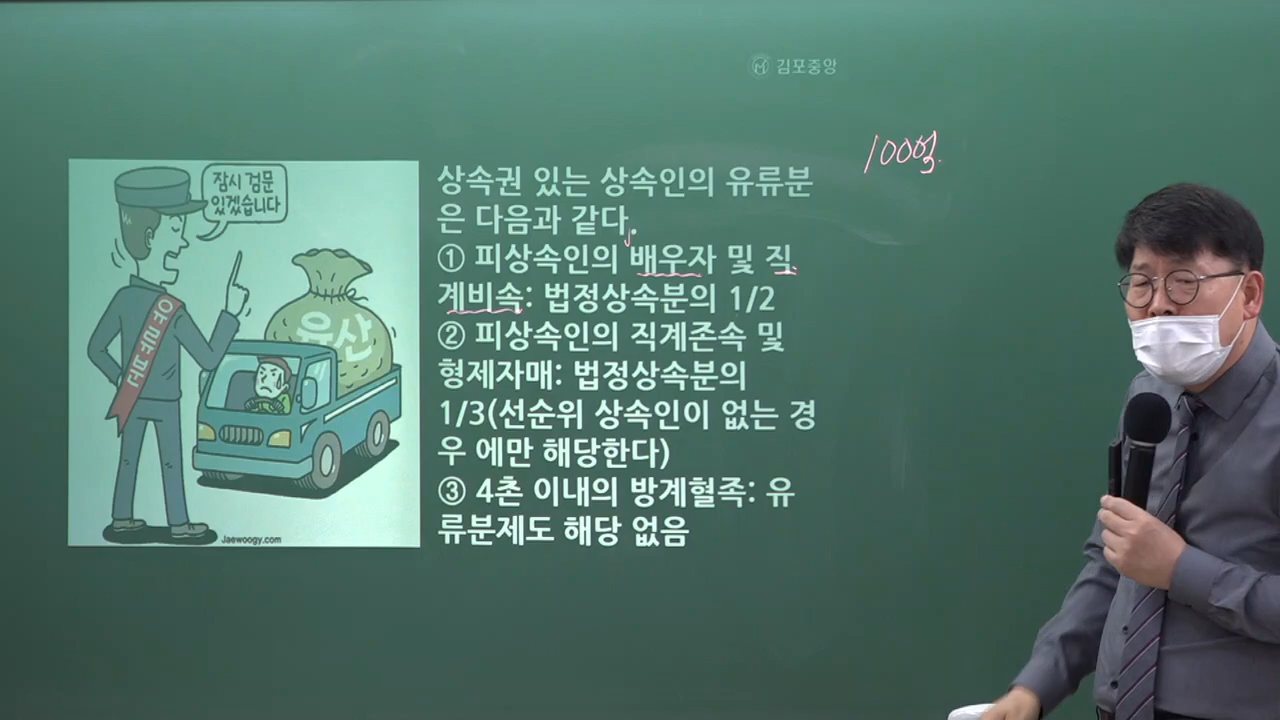 김포중앙
100억.
잠시 검문
있겠습니다
유류분
유산
Jaewoogy.com
상속권 있는 상속인의 유류분
은 다음과 같다.
① 피상속인의 배우자 및 직
계비속: 법정상속분의 1/2
② 피상속인의 직계존속 및
형제자매: 법정상속분의
1/3(선순위 상속인이 없는 경
우 에만 해당한다)
③ 4촌 이내의 방계혈족: 유
류분제도 해당 없음